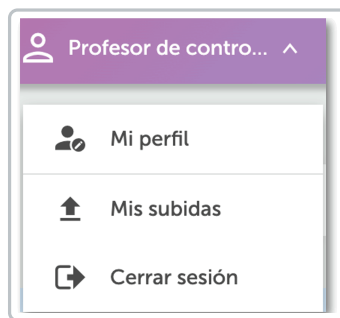 Profesor de contro...
Mi perfil
Mis subidas
Cerrar sesión